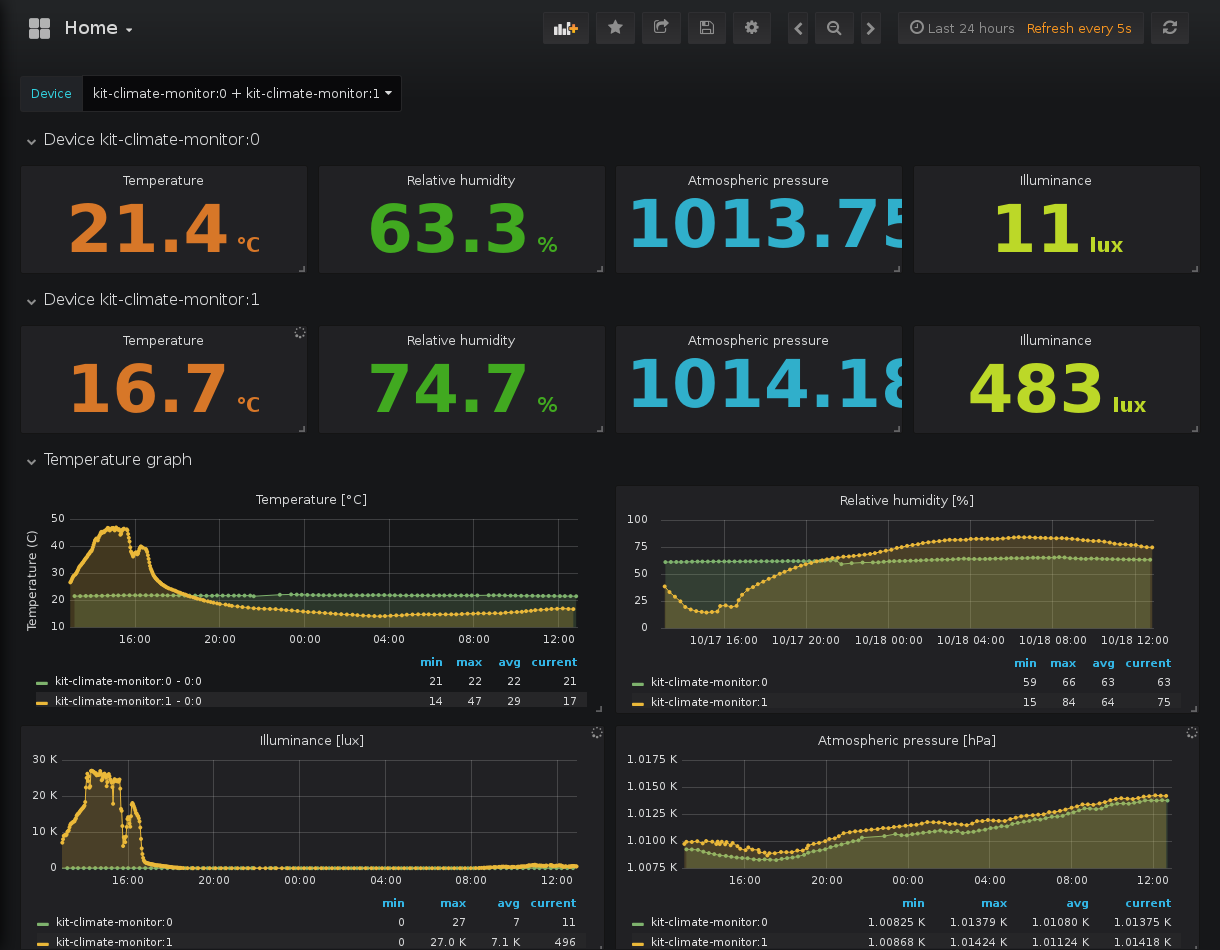 Home
Last 24 hours Refresh every 5s
Device kit-climate-monitor:0 + kit-climate-monitor:1
Device kit-climate-monitor:0
Temperature Relative humidity Atmospheric pressure Illuminance
21.4 °C 63.3 % 1013.75 11 lux
Device kit-climate-monitor:1
Temperature Relative humidity Atmospheric pressure Illuminance
16.7 °C 74.7 % 1014.18 483 lux
Temperature graph
Temperature [°C]
Temperature (C)
50
40
30
20
10
16:00 20:00 00:00 04:00 08:00 12:00
min max avg current
kit-climate-monitor:0 - 0:0 21 22 22 21
kit-climate-monitor:1 - 0:0 14 47 29 17
Relative humidity [%]
100
75
50
25
0
10/17 16:00 10/17 20:00 10/18 00:00 10/18 04:00 10/18 08:00 10/18 12:00
min max avg current
kit-climate-monitor:0 59 66 63 63
kit-climate-monitor:1 15 84 64 75
Illuminance [lux]
30 K
20 K
10 K
0
16:00 20:00 00:00 04:00 08:00 12:00
min max avg current
kit-climate-monitor:0 0 27 7 11
kit-climate-monitor:1 0 27.0 K 7.1 K 496
Atmospheric pressure [hPa]
1.0175 K
1.0150 K
1.0125 K
1.0100 K
1.0075 K
16:00 20:00 00:00 04:00 08:00 12:00
min max avg current
kit-climate-monitor:0 1.00825 K 1.01379 K 1.01080 K 1.01375 K
kit-climate-monitor:1 1.00868 K 1.01424 K 1.01124 K 1.01418 K